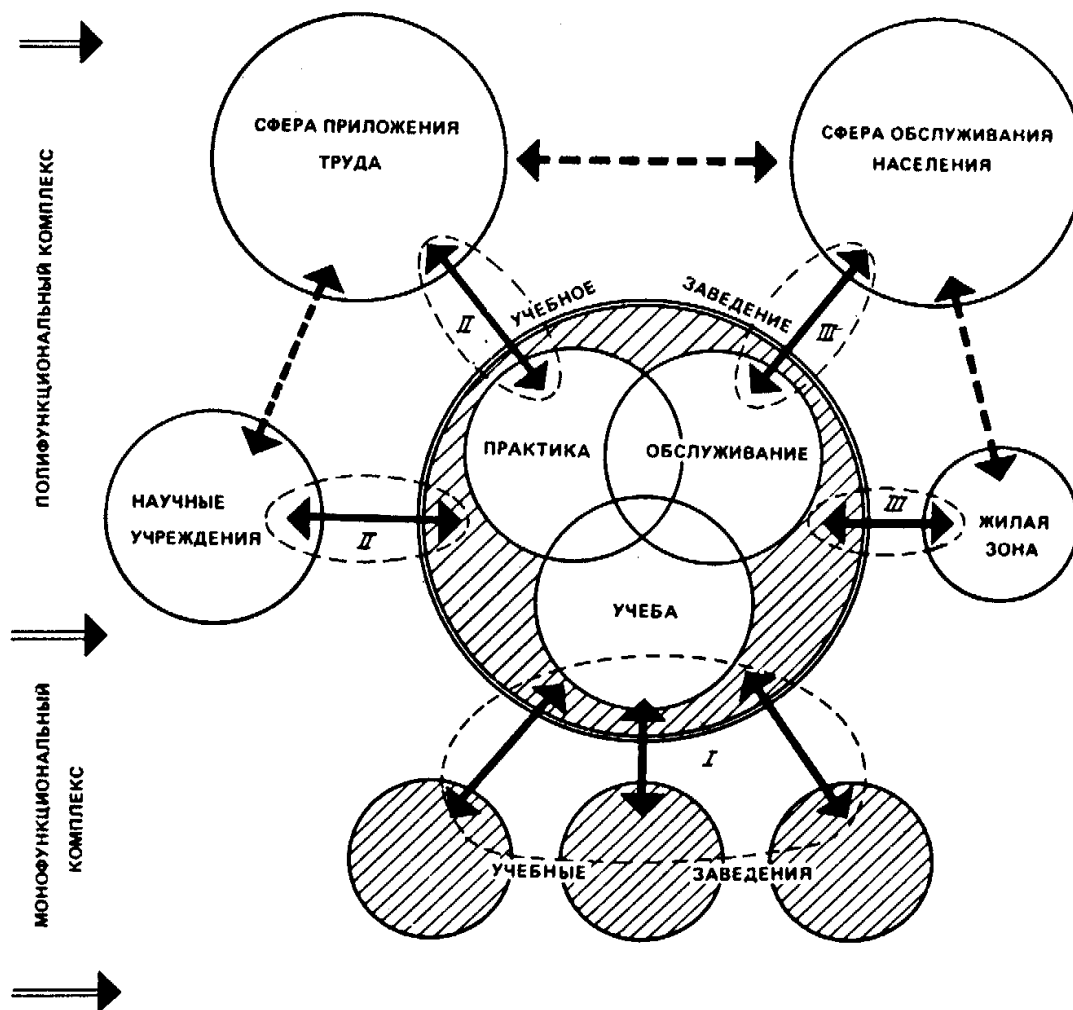 СФЕРА ПРИЛОЖЕНИЯ
ТРУДА
СФЕРА ОБСЛУЖИВАНИЯ
НАСЕЛЕНИЯ
ПОЛИФУНКЦИОНАЛЬНЫЙ КОМПЛЕКС
УЧЕБНОЕ
ЗАВЕДЕНИЕ
II
III
ПРАКТИКА
ОБСЛУЖИВАНИЕ
НАУЧНЫЕ
УЧРЕЖДЕНИЯ
II
III
ЖИЛАЯ
ЗОНА
УЧЕБА
МОНОФУНКЦИОНАЛЬНЫЙ
КОМПЛЕКС
I
УЧЕБНЫЕ
ЗАВЕДЕНИЯ